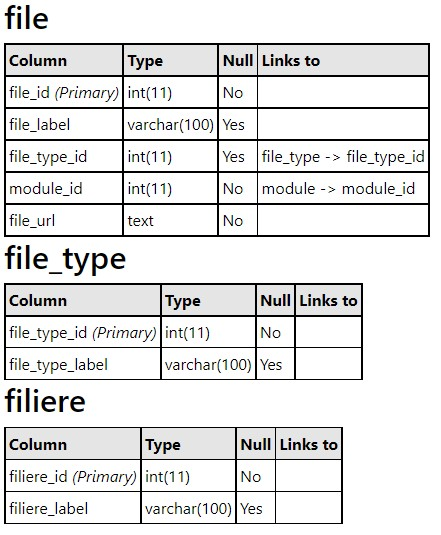 file
Column Type Null Links to
file_id (Primary) int(11) No
file_label varchar(100) Yes
file_type_id int(11) Yes file_type -> file_type_id
module_id int(11) No module -> module_id
file_url text No
file_type
Column Type Null Links to
file_type_id (Primary) int(11) No
file_type_label varchar(100) Yes
filiere
Column Type Null Links to
filiere_id (Primary) int(11) No
filiere_label varchar(100) Yes